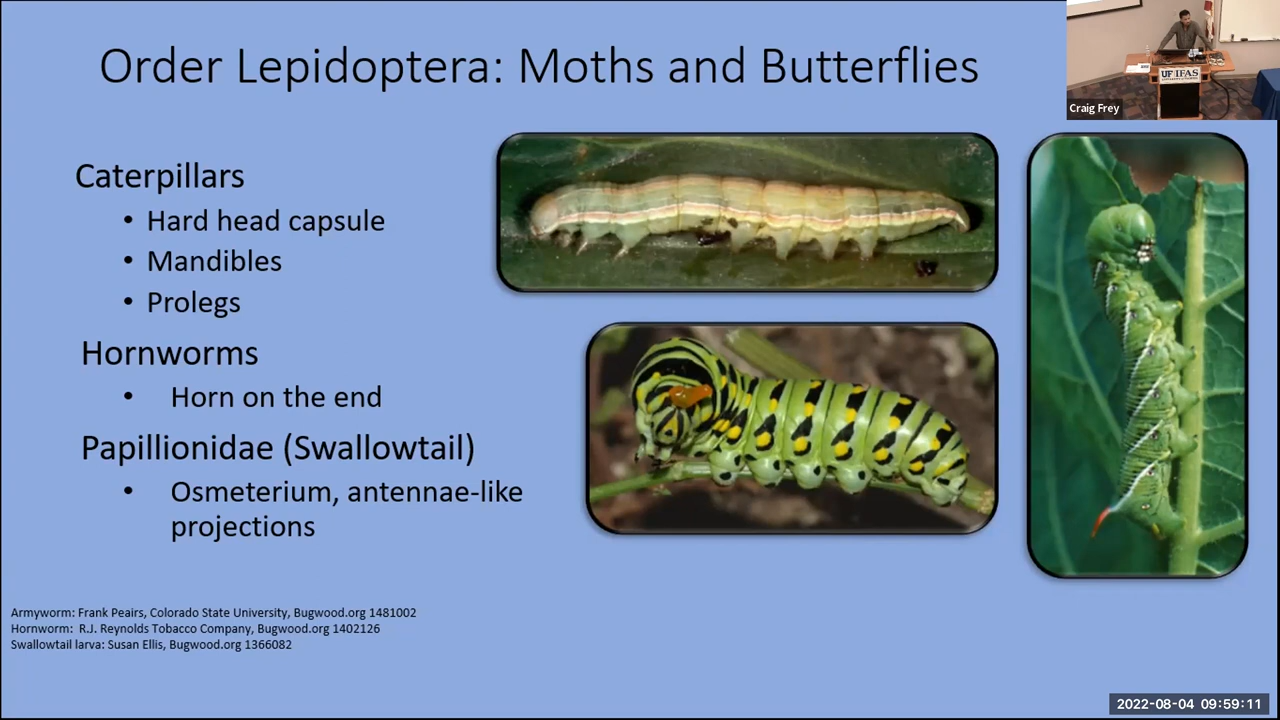 Order Lepidoptera: Moths and Butterflies
UF|IFAS
Craig Frey
Caterpillars
• Hard head capsule
• Mandibles
• Prolegs
Hornworms
• Horn on the end
Papillionidae (Swallowtail)
• Osmeterium, antennae-like
projections
Armyworm: Frank Peairs, Colorado State University, Bugwood.org 1481002
Hornworm: R.J. Reynolds Tobacco Company, Bugwood.org 1402126
Swallowtail larva: Susan Ellis, Bugwood.org 1366082
2022-08-04 09:59:11